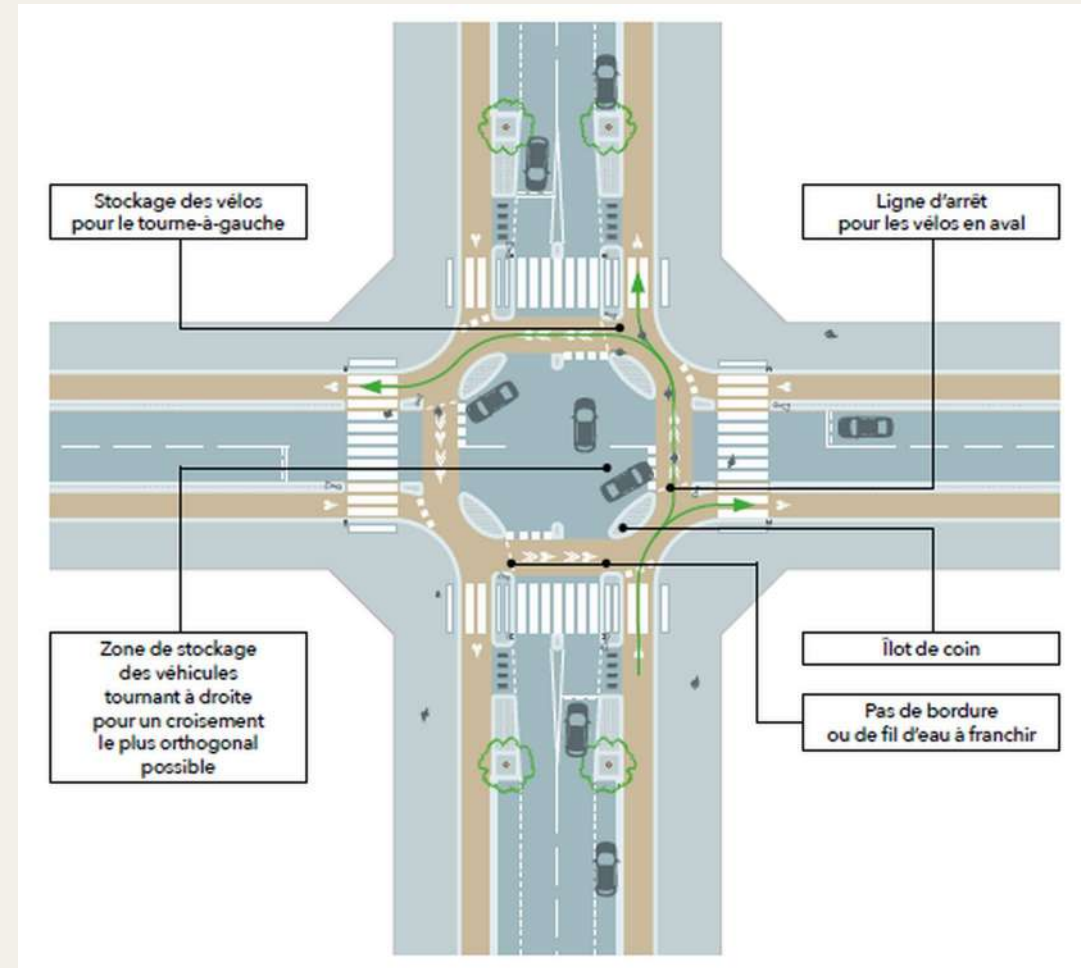 Stockage des vélos
pour le tourne-à-gauche
Ligne d'arrêt
pour les vélos en aval
Zone de stockage
des véhicules
tournant à droite
pour un croisement
le plus orthogonal
possible
Îlot de coin
Pas de bordure
ou de fil d'eau à franchir